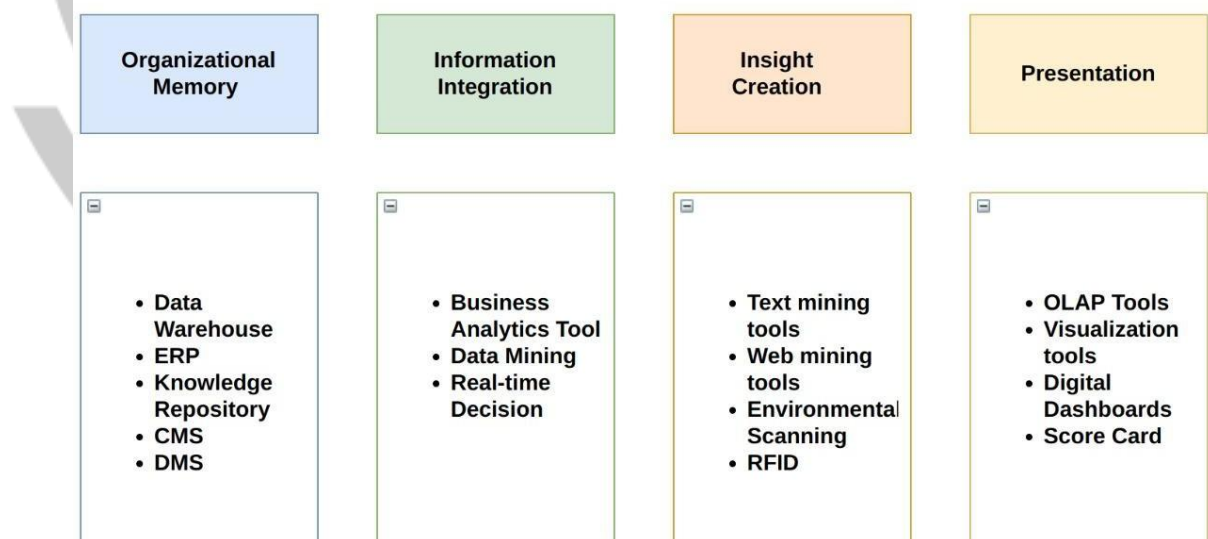 Organizational
Memory
Information
Integration
Insight
Creation
Presentation
• Data
Warehouse
• ERP
• Knowledge
Repository
• CMS
• DMS
• Business
Analytics Tool
• Data Mining
• Real-time
Decision
• Text mining
tools
• Web mining
tools
• Environmental
Scanning
• RFID
• OLAP Tools
• Visualization
tools
• Digital
Dashboards
• Score Card